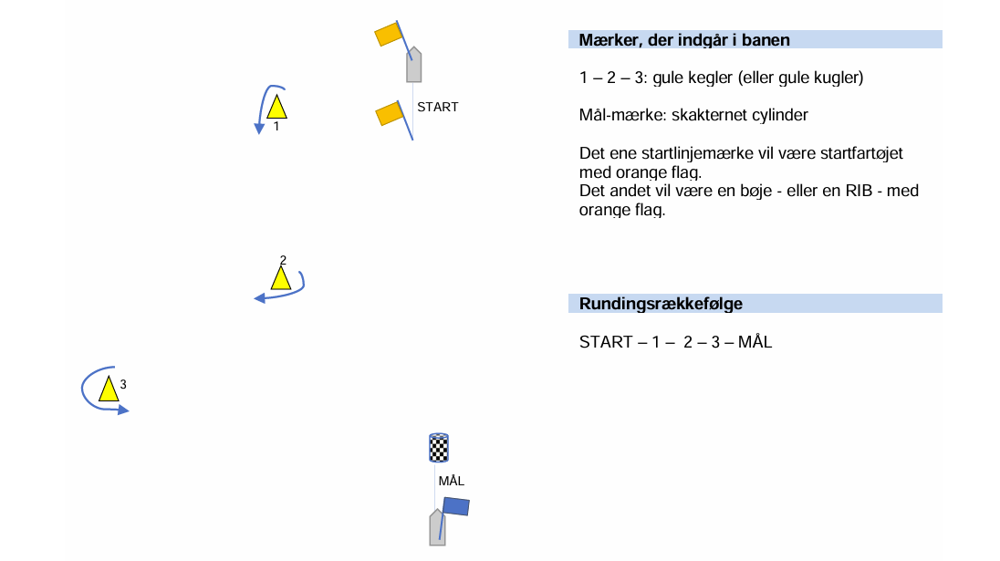 START
1
2
3
MÅL
Mærker, der indgår i banen
1 – 2 – 3: gule kegler (eller gule kugler)
Mål-mærke: skakternet cylinder
Det ene startlinjemærke vil være startfartøjet
med orange flag.
Det andet vil være en bøje - eller en RIB - med
orange flag.
Rundingsrækkefølge
START – 1 –  2 – 3 – MÅL